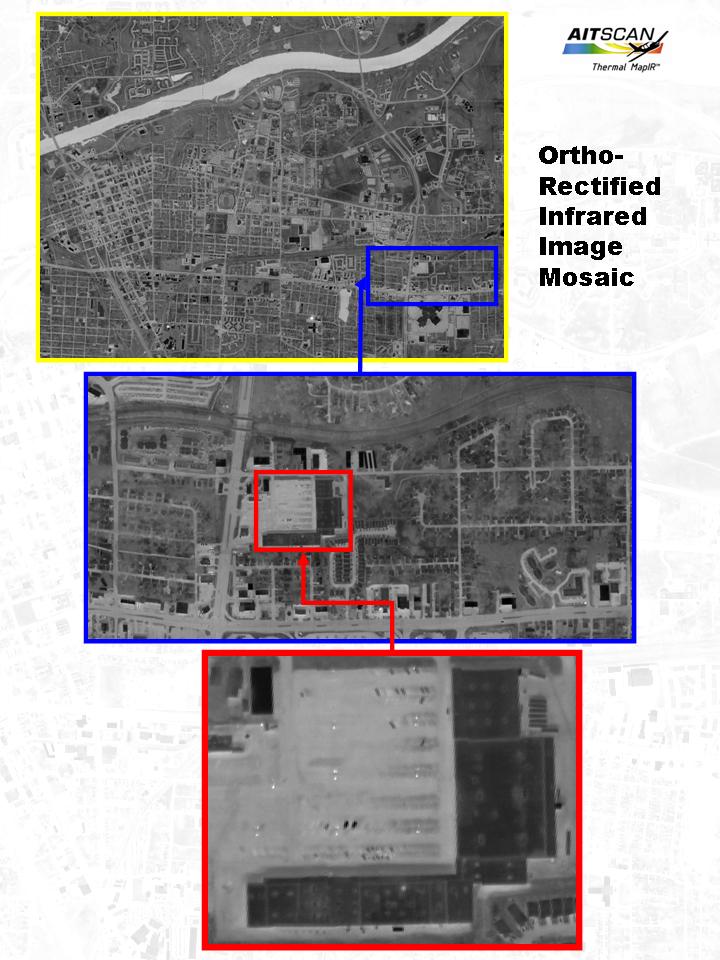 AITSCAN
Thermal MapIR™
Ortho-
Rectified
Infrared
Image
Mosaic